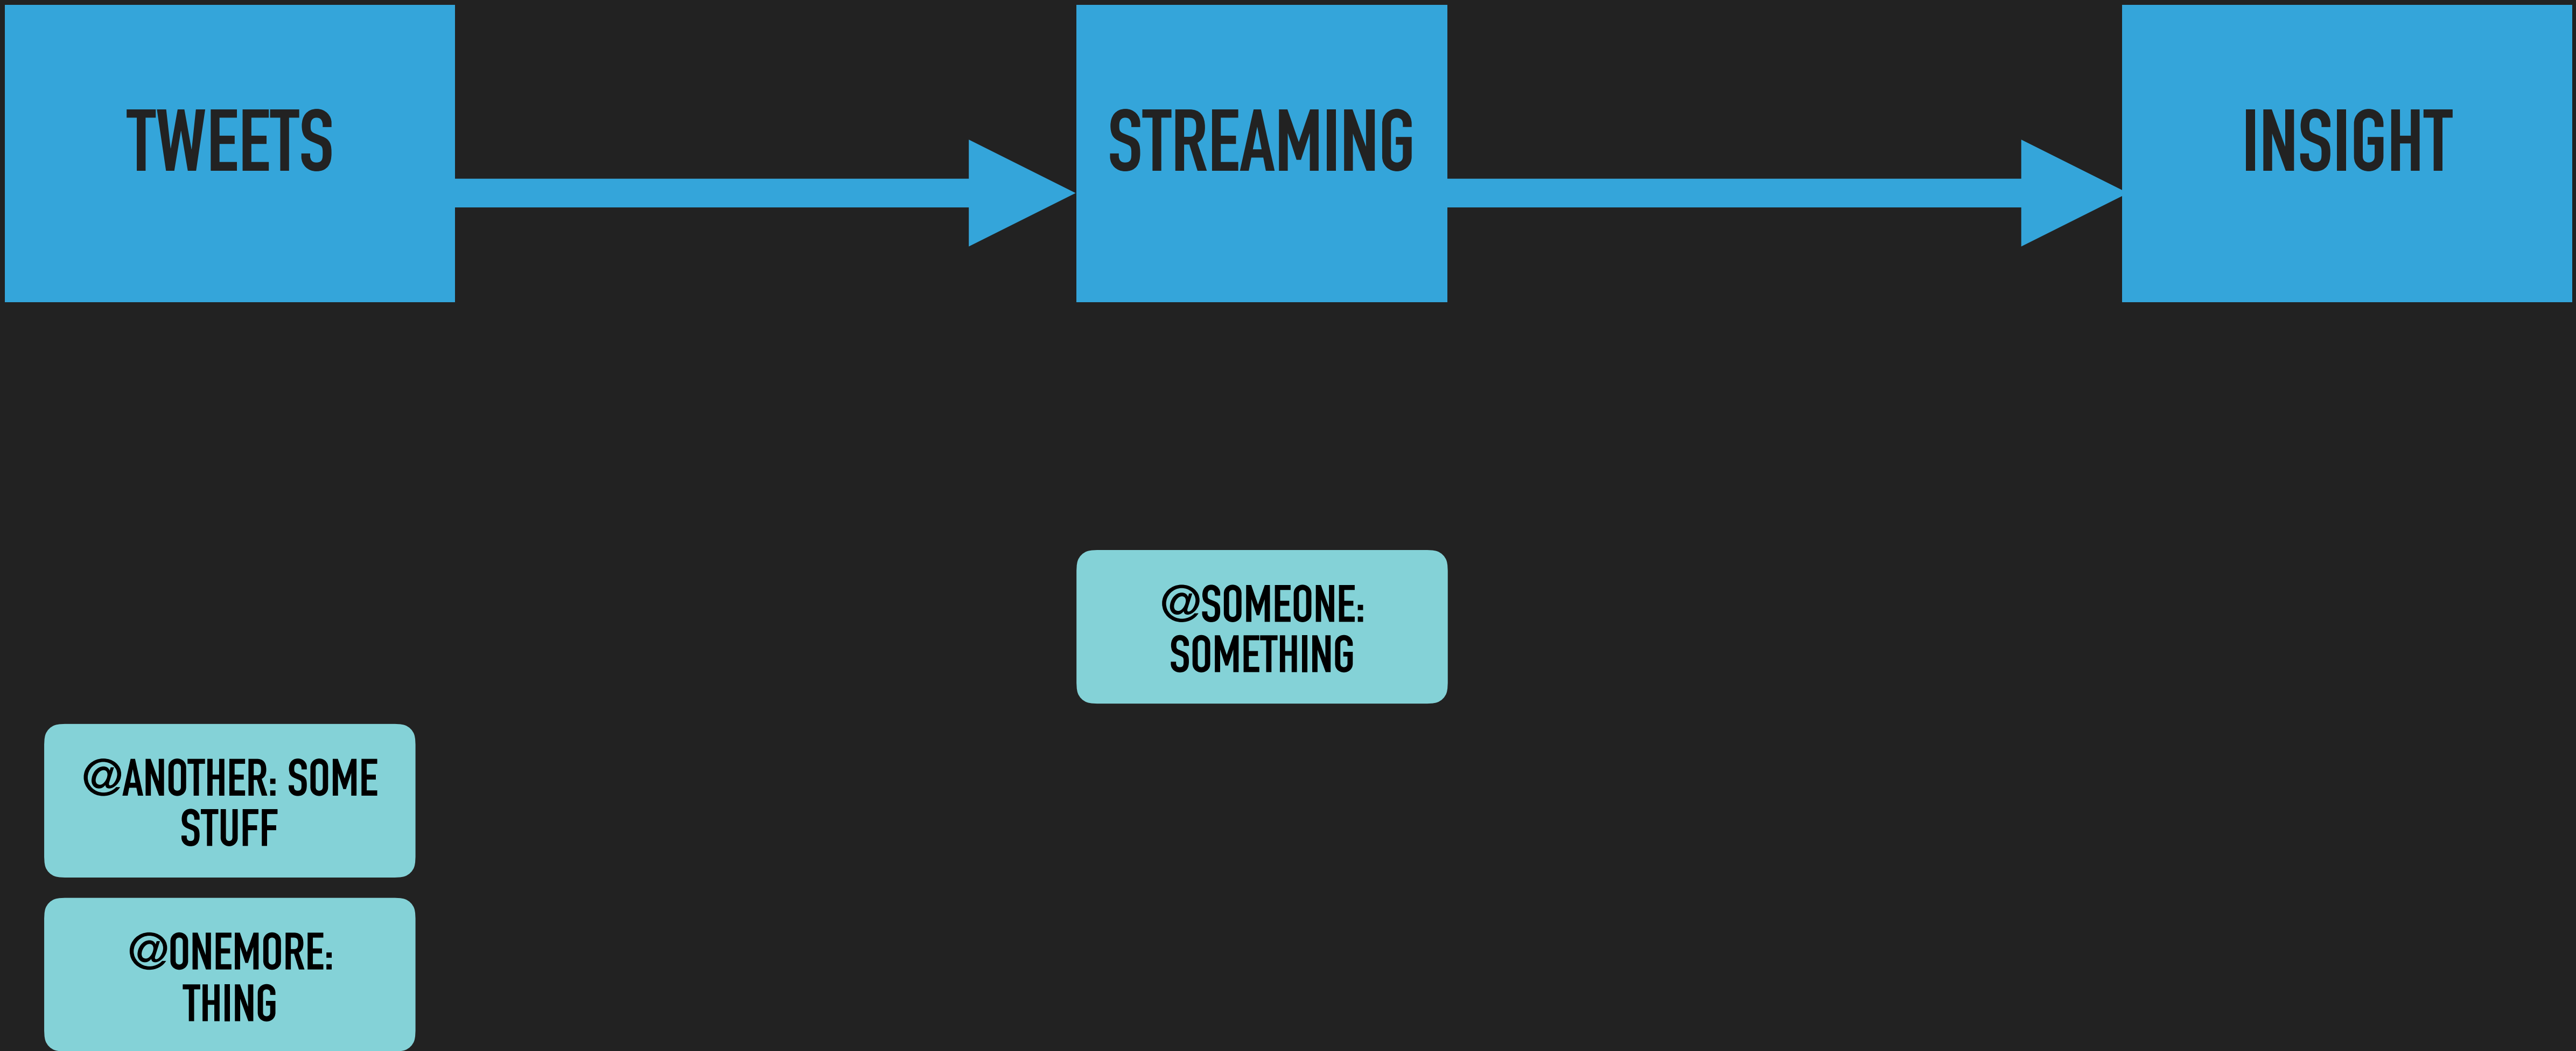 TWEETS
STREAMING
INSIGHT
@SOMEONE:
SOMETHING
@ANOTHER: SOME
STUFF
@ONEMORE:
THING